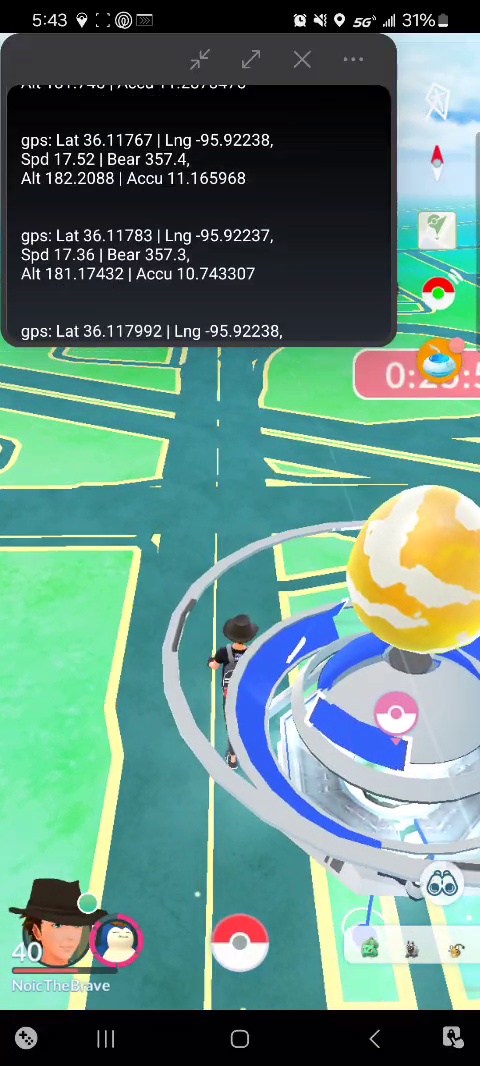 5:43
5G
31%
gps: Lat 36.11767 | Lng -95.92238,
Spd 17.52 | Bear 357.4,
Alt 182.2088 | Accu 11.165968
gps: Lat 36.11783 | Lng -95.92237,
Spd 17.36 | Bear 357.3,
Alt 181.17432 | Accu 10.743307
gps: Lat 36.117992 | Lng -95.92238,
40
NoicTheBrave